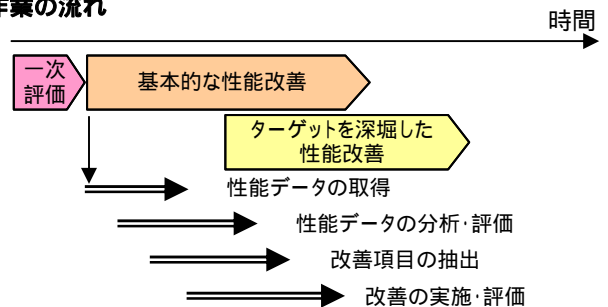 作業の流れ
時間
一次
評価
基本的な性能改善
ターゲットを深堀した
性能改善
性能データの取得
性能データの分析･評価
改善項目の抽出
改善の実施･評価